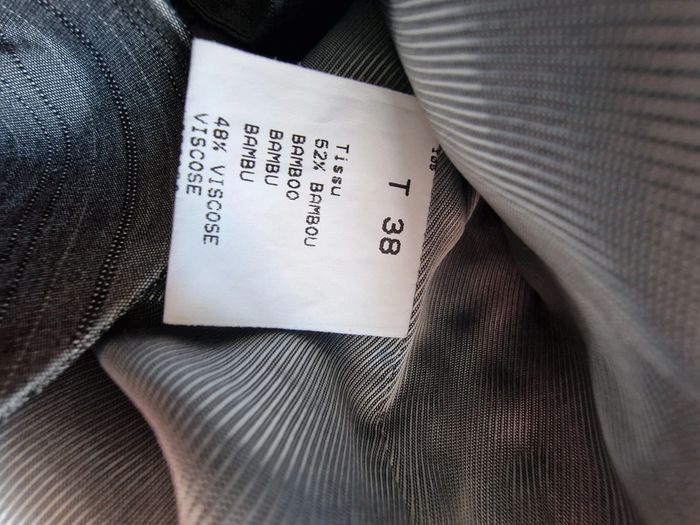 T 38
Tissu
52% BAMBOU
BAMBOO
BAMBU
BAMBU
48% VISCOSE
VISCOSE